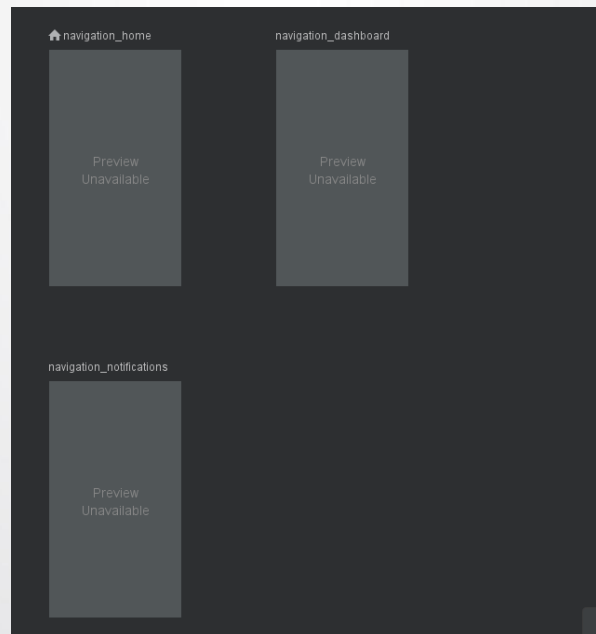 navigation_home
navigation_dashboard
Preview
Unavailable
Preview
Unavailable
navigation_notifications
Preview
Unavailable